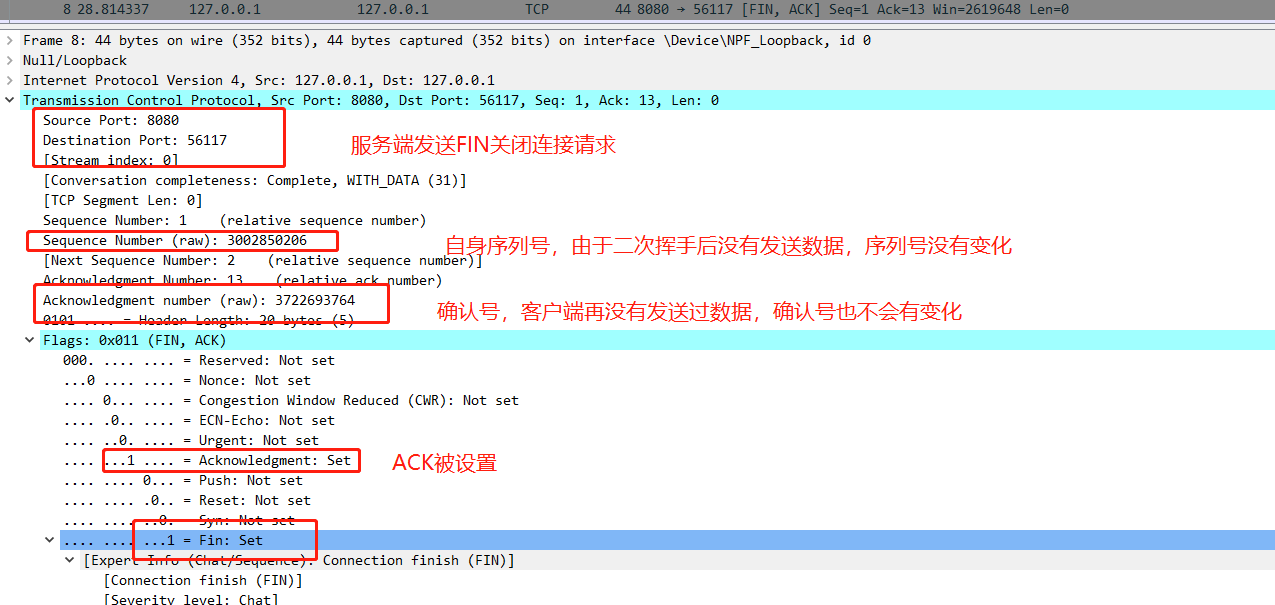 8 28.814337 127.0.0.1 127.0.0.1 TCP 44 8080 → 56117 [FIN, ACK] Seq=1 Ack=13 Win=2619648 Len=0
Frame 8: 44 bytes on wire (352 bits), 44 bytes captured (352 bits) on interface \Device\NPF_Loopback, id 0
Null/Loopback
Internet Protocol Version 4, Src: 127.0.0.1, Dst: 127.0.0.1
Transmission Control Protocol, Src Port: 8080, Dst Port: 56117, Seq: 1, Ack: 13, Len: 0
Source Port: 8080
Destination Port: 56117
服务端发送FIN关闭连接请求
[Stream index: 0]
[Conversation completeness: Complete, WITH_DATA (31)]
[TCP Segment Len: 0]
Sequence Number: 1 (relative sequence number)
Sequence Number (raw): 3002850206
自身序列号，由于二次挥手后没有发送数据，序列号没有变化
[Next Sequence Number: 2 (relative sequence number)]
Acknowledgment Number: 13 (relative ack number)
Acknowledgment number (raw): 3722693764
确认号，客户端再没有发送过数据，确认号也不会有变化
0101 .... = Header Length: 20 bytes (5)
Flags: 0x011 (FIN, ACK)
000. .... .... = Reserved: Not set
...0 .... .... = Nonce: Not set
.... 0... .... = Congestion Window Reduced (CWR): Not set
.... .0.. .... = ECN-Echo: Not set
.... ..0. .... = Urgent: Not set
.... ...1 .... = Acknowledgment: Set
ACK被设置
.... .... 0... = Push: Not set
.... .... .0.. = Reset: Not set
.... .... ..0. = Syn: Not set
.... .... ...1 = Fin: Set
[Expert Info (Chat/Sequence): Connection finish (FIN)]
[Connection finish (FIN)]
[Severity level: Chat]